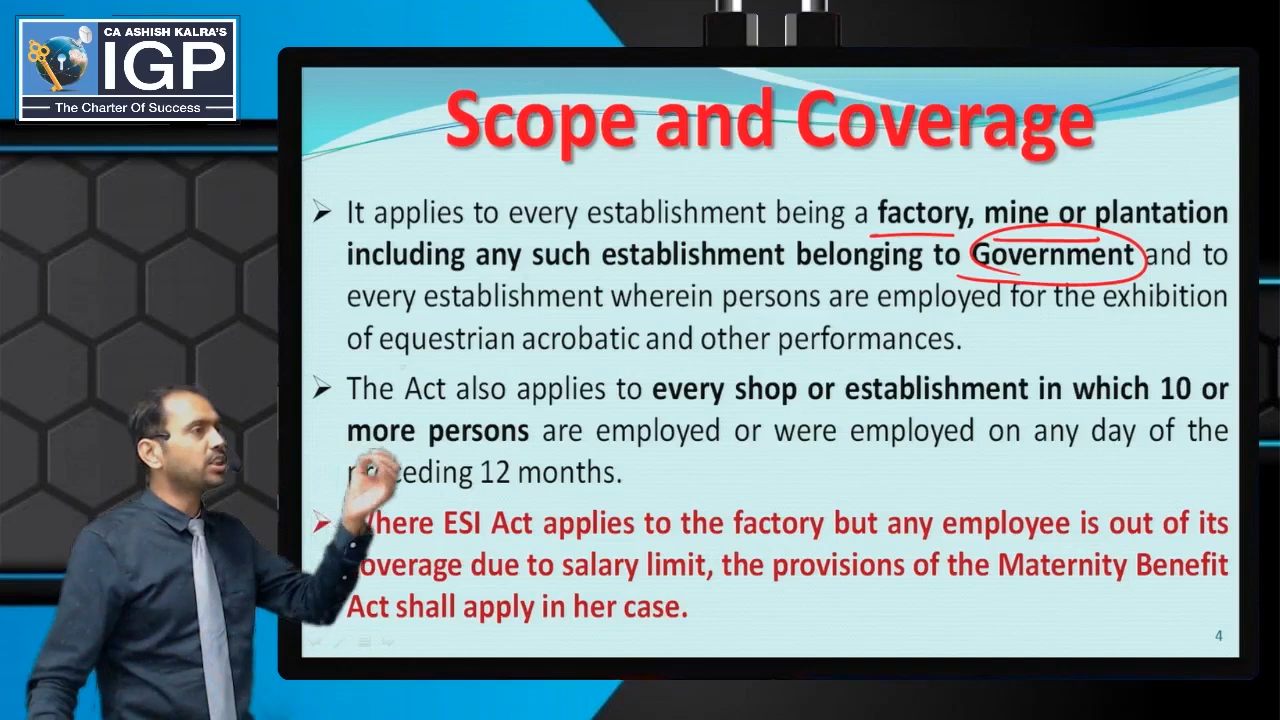 CA ASHISH KALRA'S
IGP
The Charter Of Success
Scope and Coverage
It applies to every establishment being a factory, mine or plantation
including any such establishment belonging to Government and to
every establishment wherein persons are employed for the exhibition
of equestrian acrobatic and other performances.
The Act also applies to every shop or establishment in which 10 or
more persons are employed or were employed on any day of the
12 months.
ESI Act applies to the factory but any employee is out of its
due to salary limit, the provisions of the Maternity Benefit
Act shall apply in her case.
4